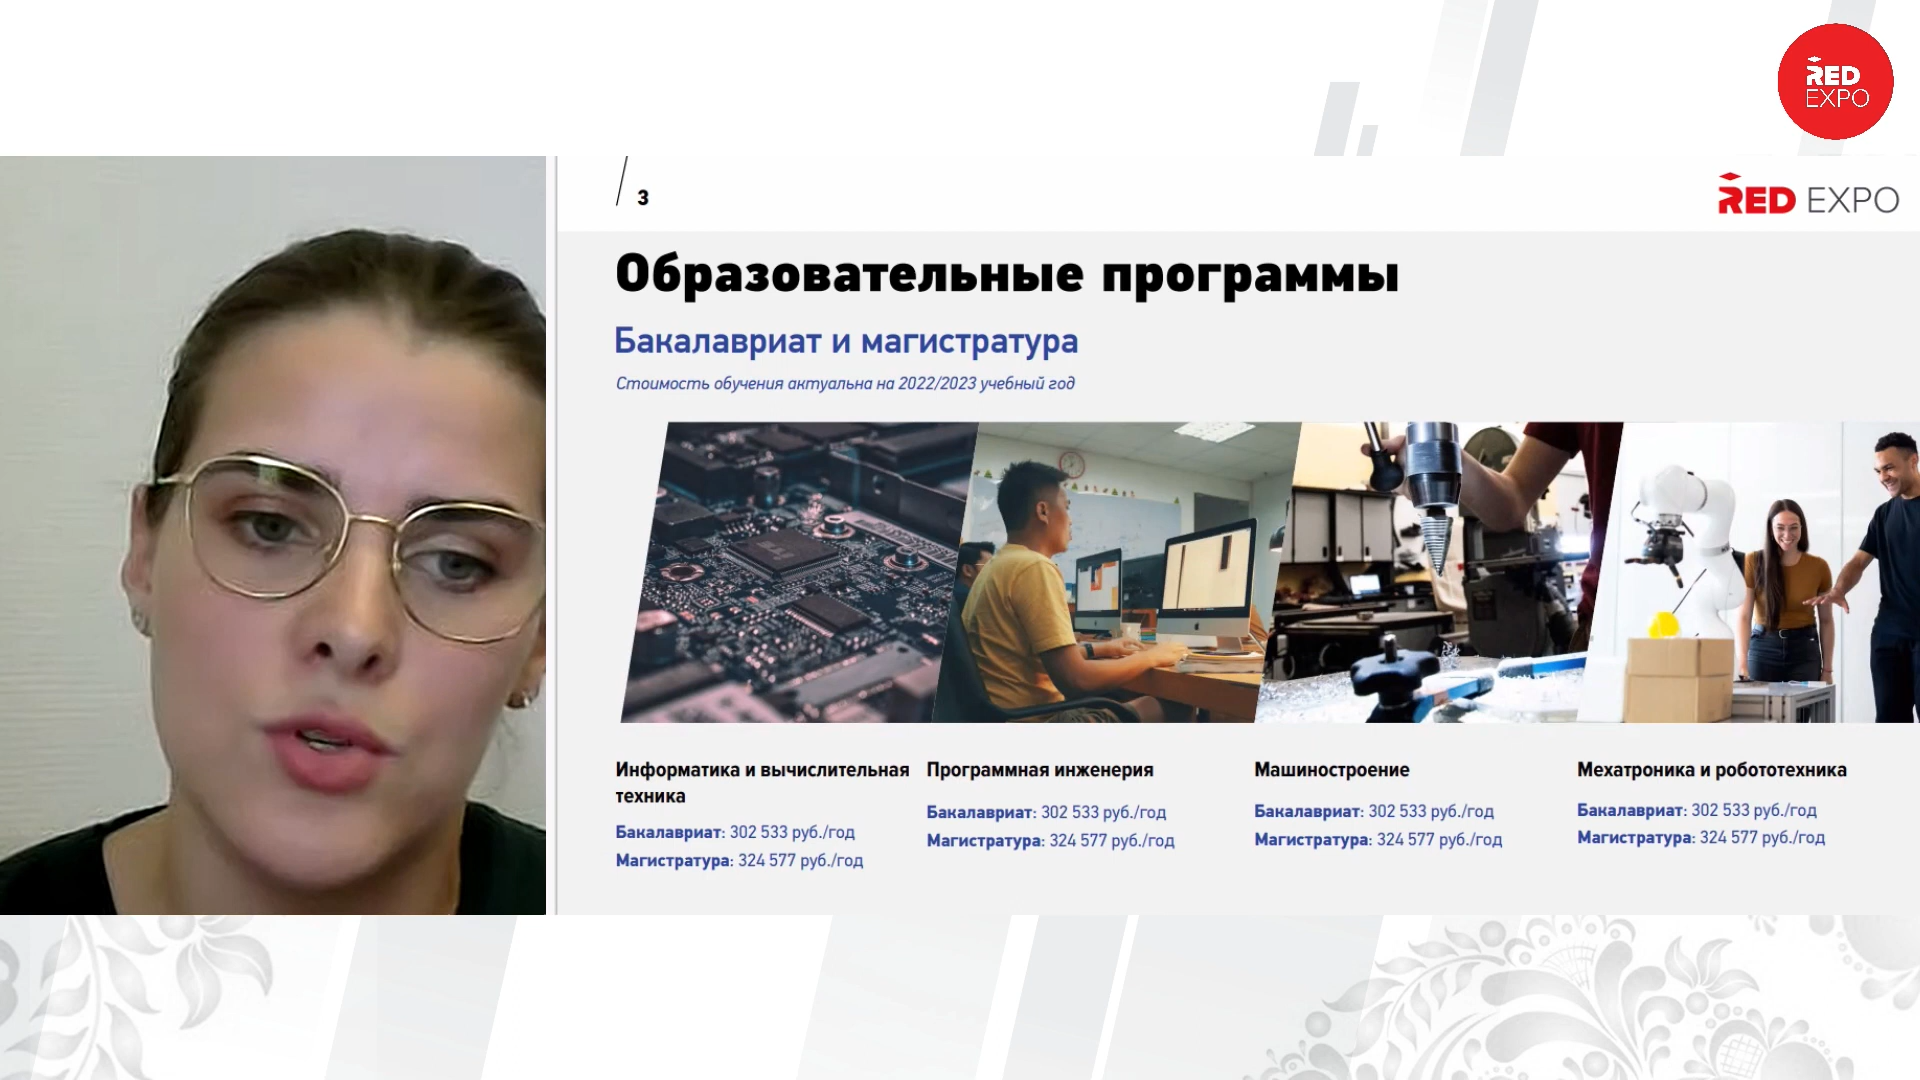 RED
EXPO
3
RED EXPO
Образовательные программы
Бакалавриат и магистратура
Стоимость обучения актуальна на 2022/2023 учебный год
Информатика и вычислительная
техника
Бакалавриат: 302 533 руб./год
Магистратура: 324 577 руб./год
Программная инженерия
Бакалавриат: 302 533 руб./год
Магистратура: 324 577 руб./год
Машиностроение
Бакалавриат: 302 533 руб./год
Магистратура: 324 577 руб./год
Мехатроника и робототехника
Бакалавриат: 302 533 руб./год
Магистратура: 324 577 руб./год